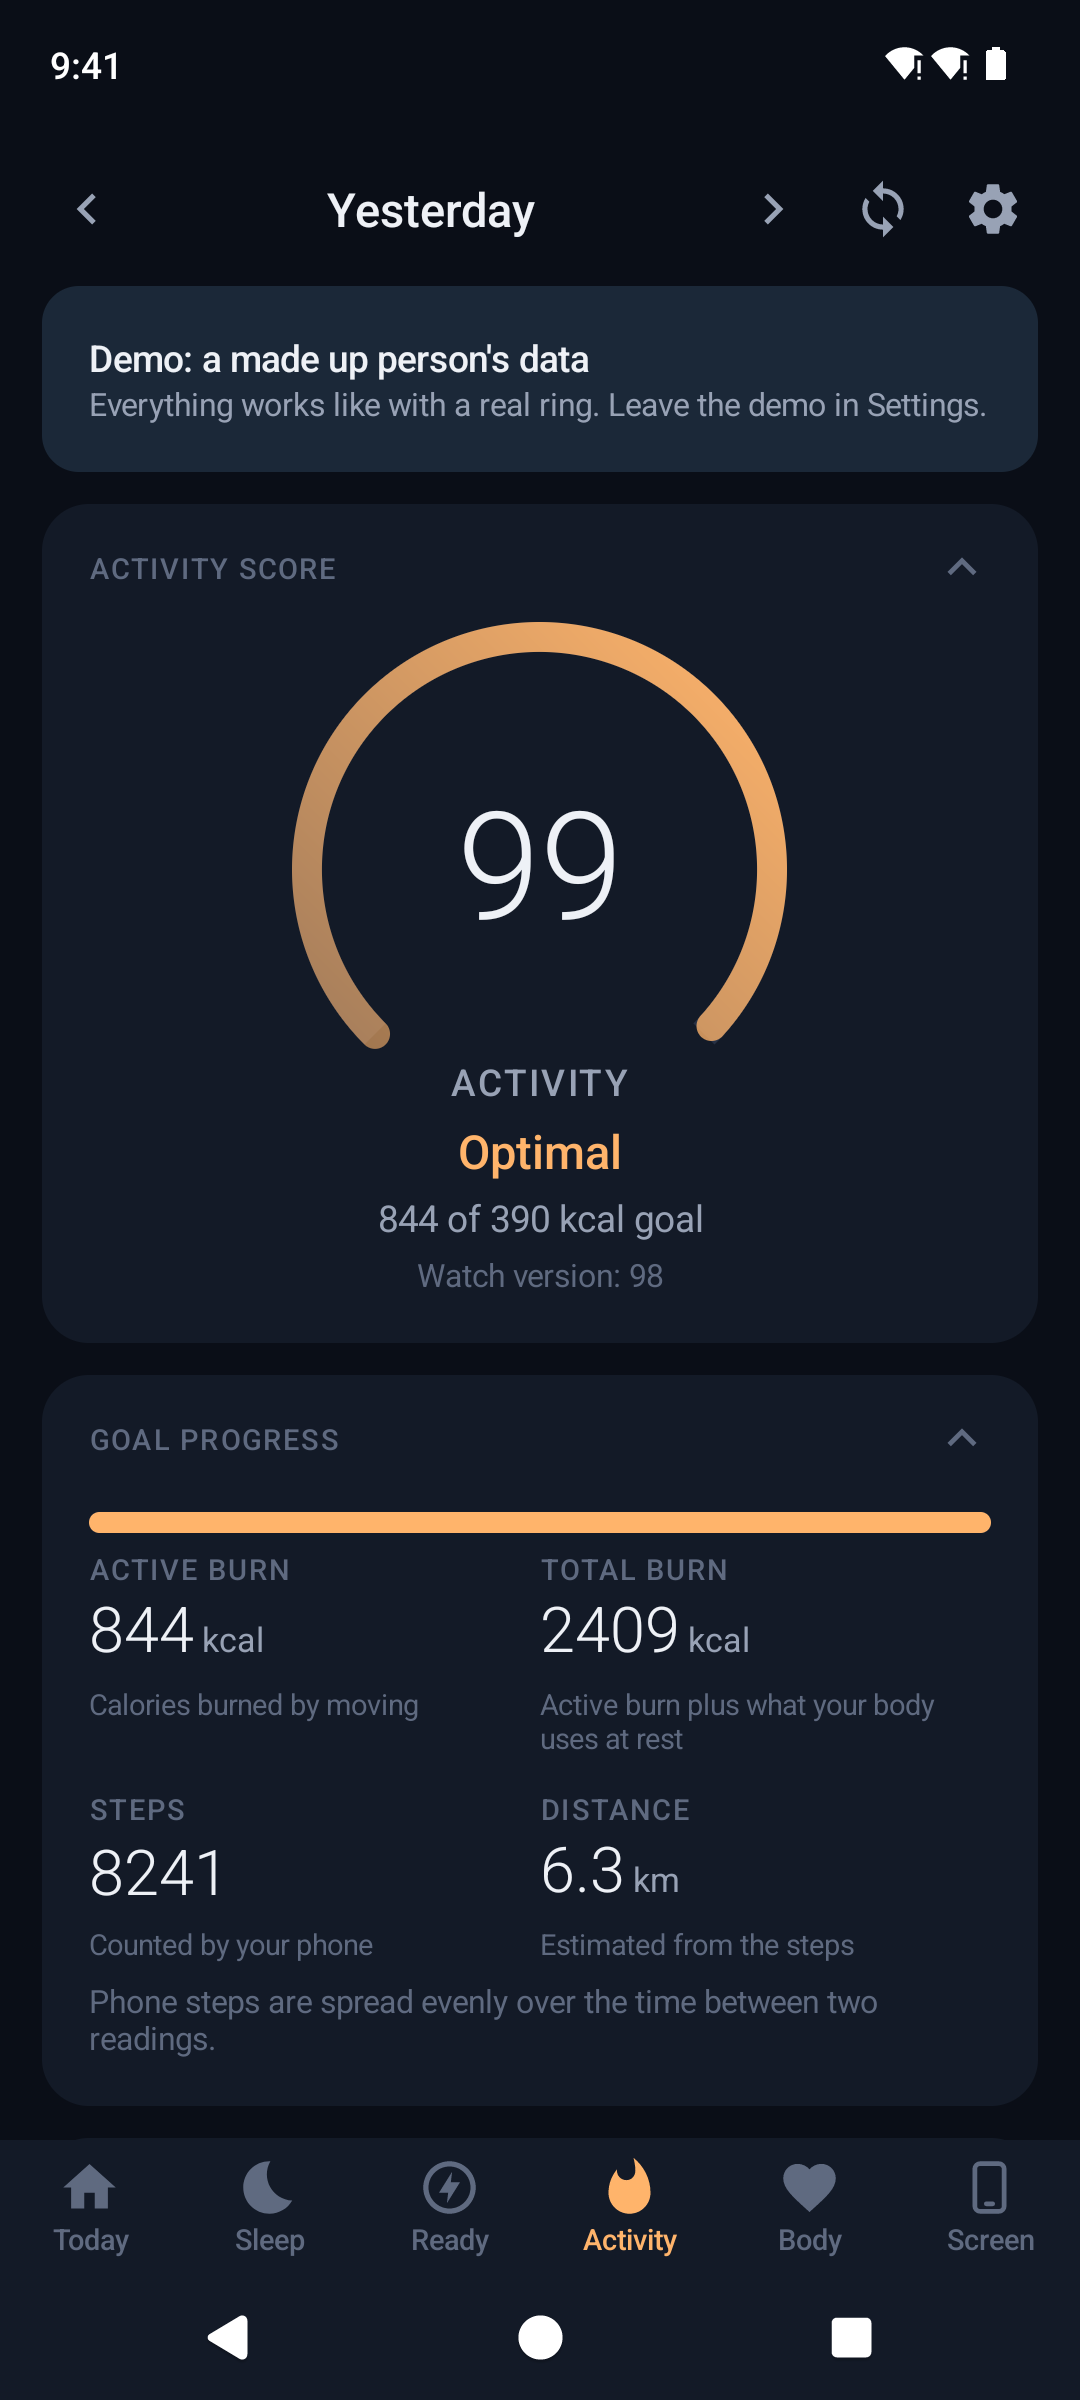 9:41
Yesterday
Demo: a made up person's data
Everything works like with a real ring. Leave the demo in Settings.
ACTIVITY SCORE
99
ACTIVITY
Optimal
844 of 390 kcal goal
Watch version: 98
GOAL PROGRESS
ACTIVE BURN
844 kcal
Calories burned by moving
TOTAL BURN
2409 kcal
Active burn plus what your body
uses at rest
STEPS
8241
Counted by your phone
DISTANCE
6.3 km
Estimated from the steps
Phone steps are spread evenly over the time between two
readings.
Today
Sleep
Ready
Activity
Body
Screen